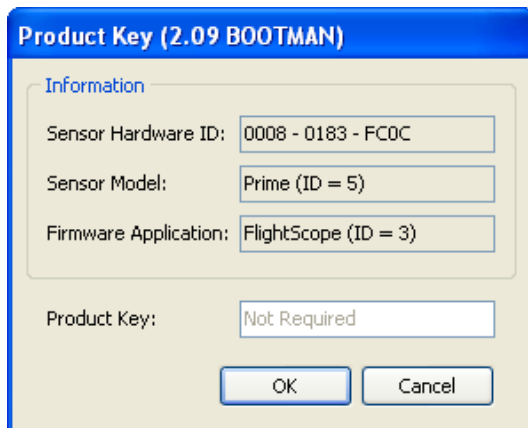 Product Key (2.09 BOOTMAN)
Information
Sensor Hardware ID: 0008 - 0183 - FC0C
Sensor Model: Prime (ID = 5)
Firmware Application: FlightScope (ID = 3)
Product Key: Not Required
OK Cancel